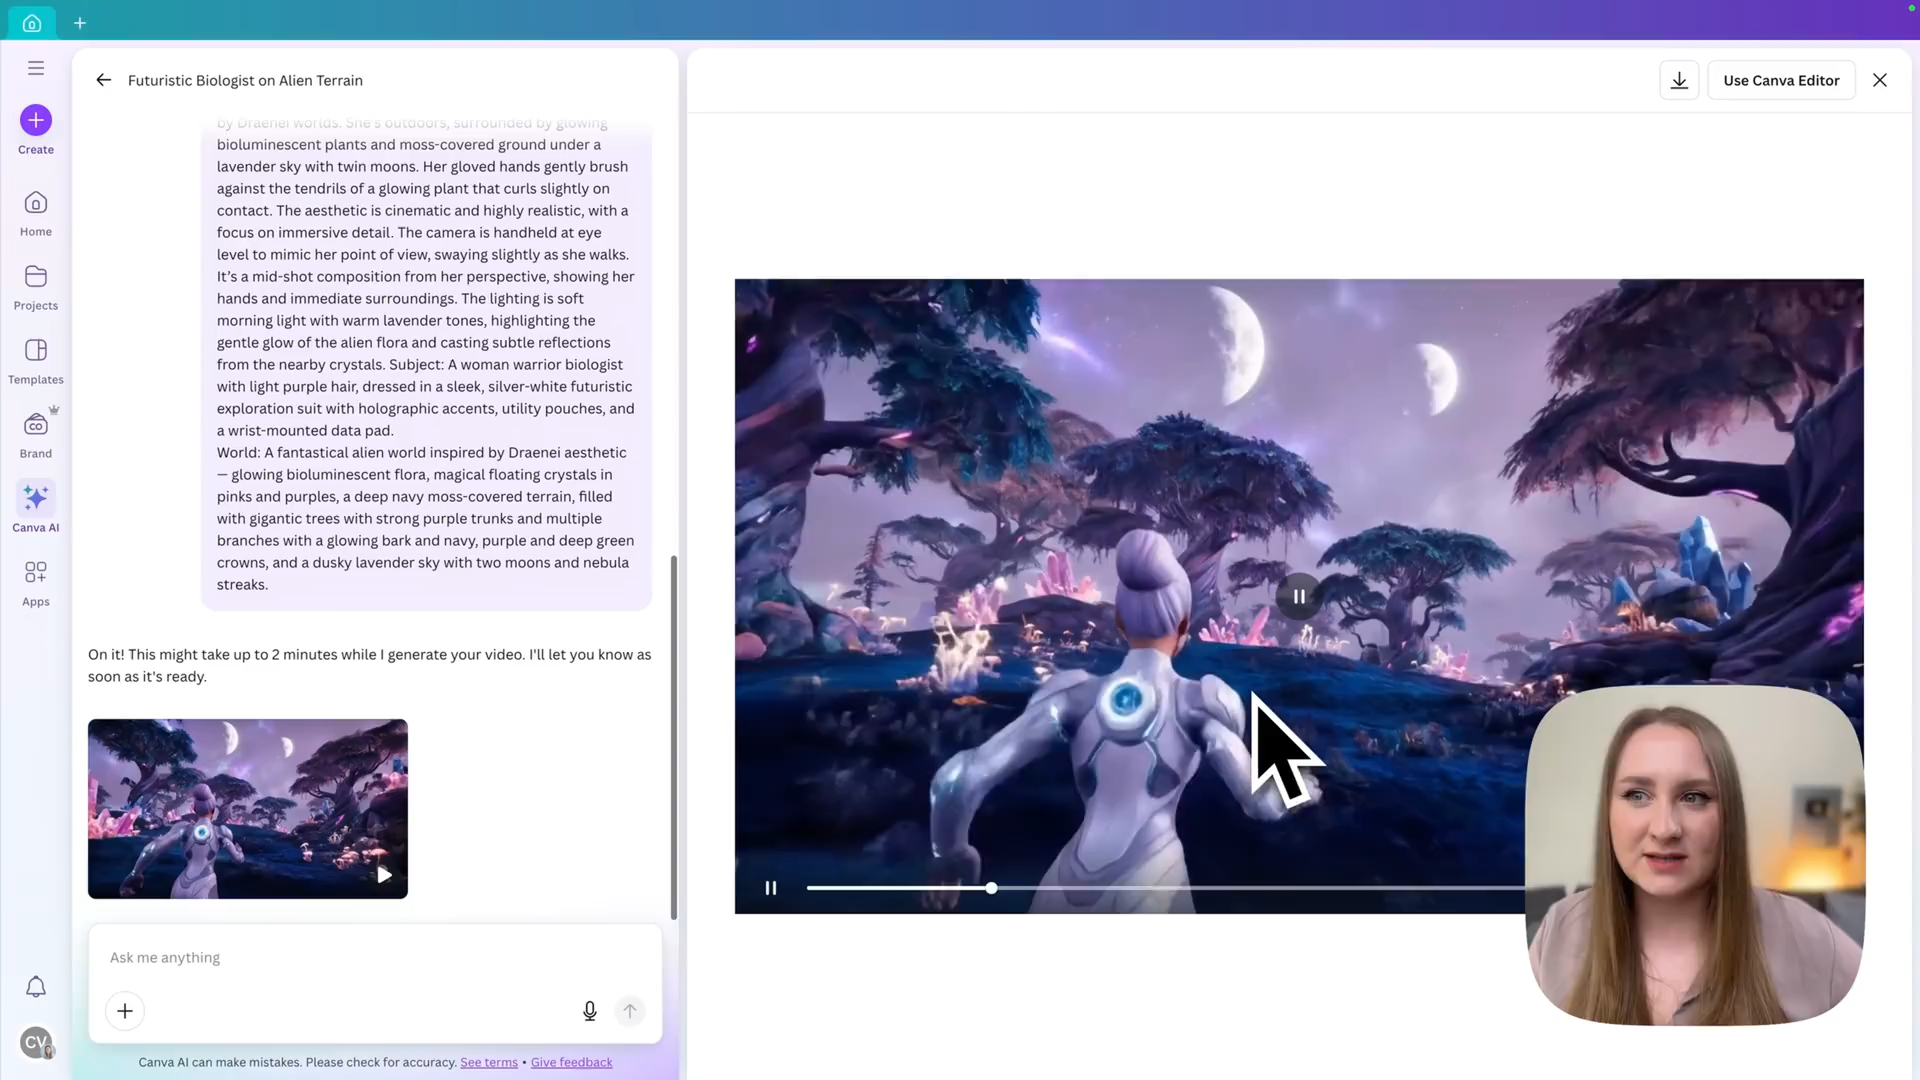 Futuristic Biologist on Alien Terrain
Use Canva Editor
Create
Home
Projects
Templates
Brand
Canva AI
Apps
CO
CV
by Draenei worlds. She's outdoors, surrounded by glowing
bioluminescent plants and moss-covered ground under a
lavender sky with twin moons. Her gloved hands gently brush
against the tendrils of a glowing plant that curls slightly on
contact. The aesthetic is cinematic and highly realistic, with a
focus on immersive detail. The camera is handheld at eye
level to mimic her point of view, swaying slightly as she walks.
It's a mid-shot composition from her perspective, showing her
hands and immediate surroundings. The lighting is soft
morning light with warm lavender tones, highlighting the
gentle glow of the alien flora and casting subtle reflections
from the nearby crystals. Subject: A woman warrior biologist
with light purple hair, dressed in a sleek, silver-white futuristic
exploration suit with holographic accents, utility pouches, and
a wrist-mounted data pad.
World: A fantastical alien world inspired by Draenei aesthetic
— glowing bioluminescent flora, magical floating crystals in
pinks and purples, a deep navy moss-covered terrain, filled
with gigantic trees with strong purple trunks and multiple
branches with a glowing bark and navy, purple and deep green
crowns, and a dusky lavender sky with two moons and nebula
streaks.
On it! This might take up to 2 minutes while I generate your video. I'll let you know as
soon as it's ready.
Ask me anything
Canva AI can make mistakes. Please check for accuracy. See terms • Give feedback